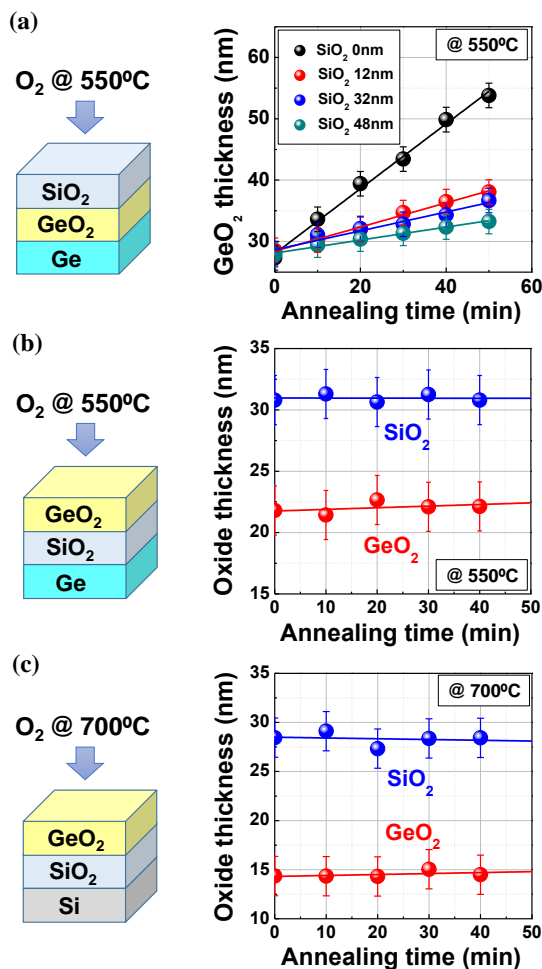 (a)
O₂ @ 550ºC
SiO₂
GeO₂
Ge
GeO₂ thickness (nm)
60
50
40
30
SiO₂ 0nm
SiO₂ 12nm
SiO₂ 32nm
SiO₂ 48nm
@ 550ºC
0 20 40 60
Annealing time (min)
(b)
O₂ @ 550ºC
GeO₂
SiO₂
Ge
Oxide thickness (nm)
35
30
25
20
15
SiO₂
GeO₂
@ 550ºC
0 10 20 30 40 50
Annealing time (min)
(c)
O₂ @ 700ºC
GeO₂
SiO₂
Si
Oxide thickness (nm)
35
30
25
20
15
10
@ 700ºC
SiO₂
GeO₂
0 10 20 30 40 50
Annealing time (min)